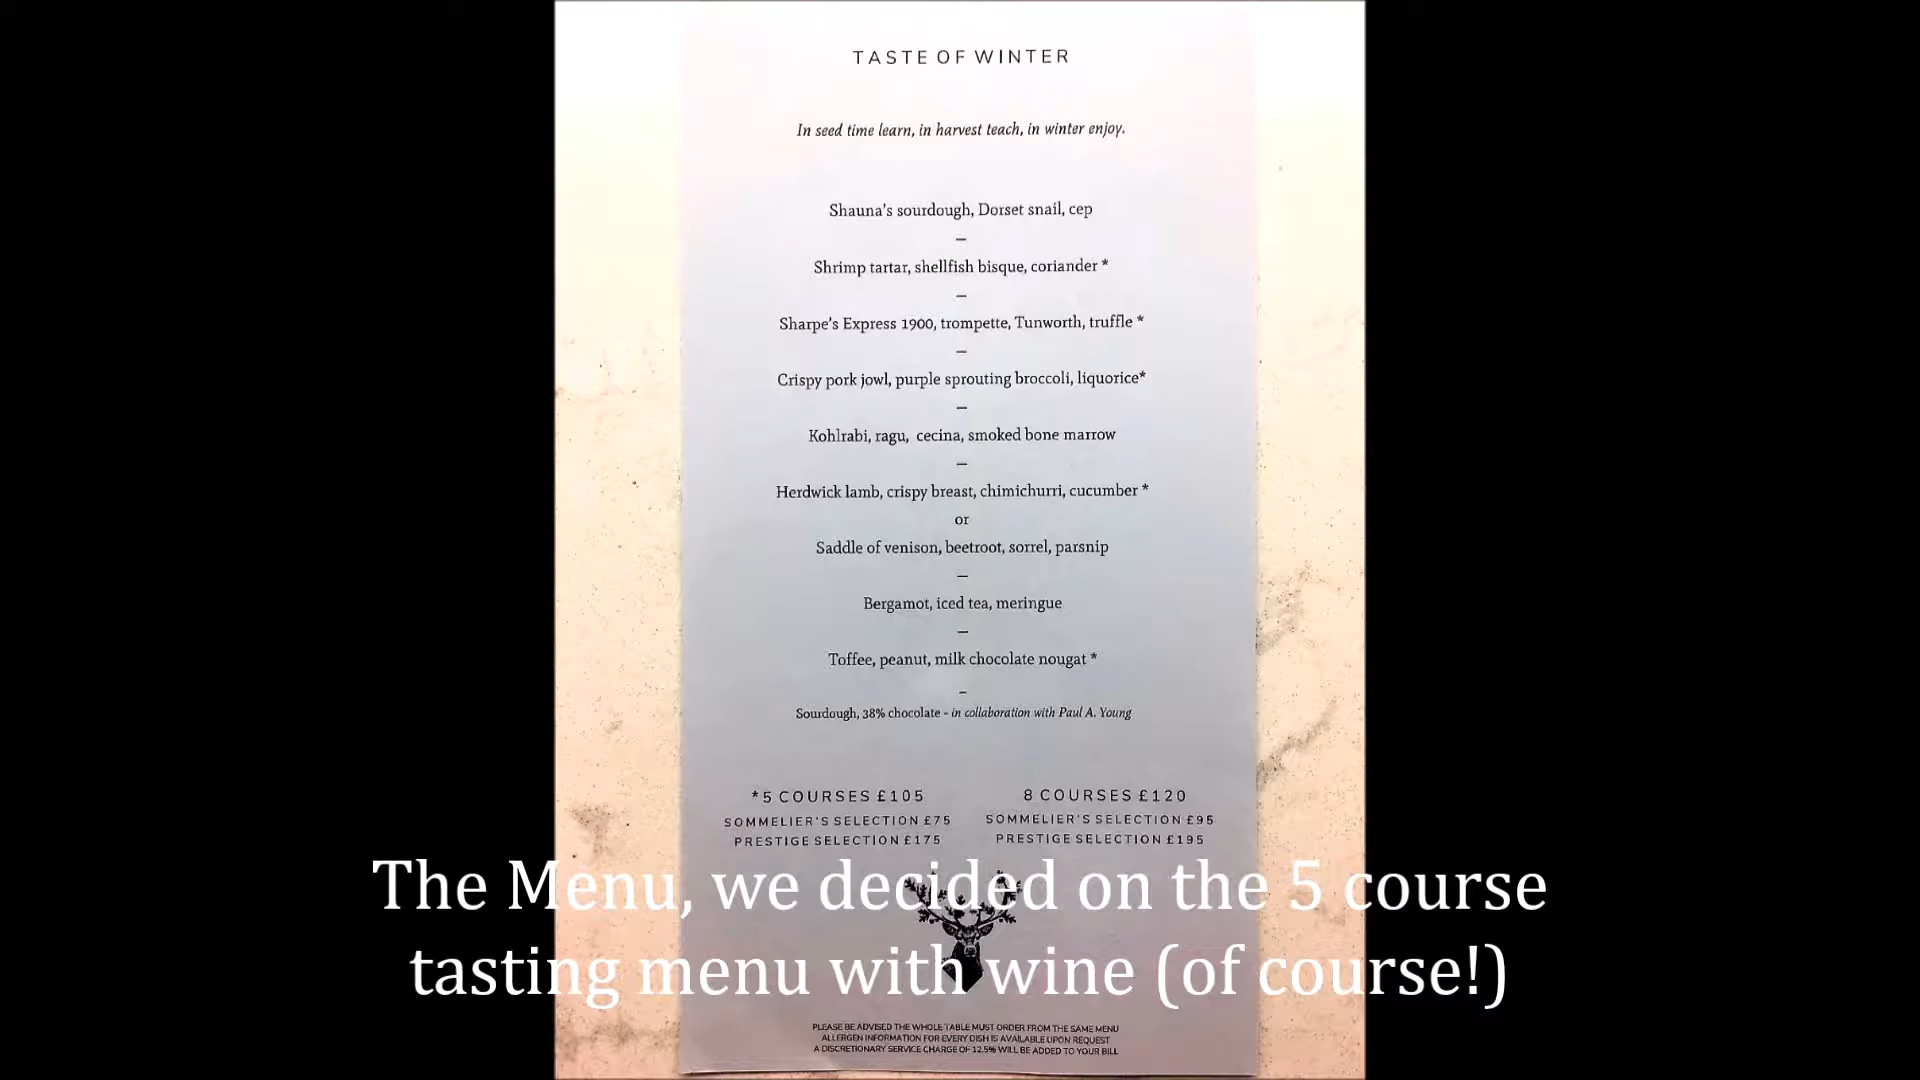 TASTE OF WINTER
In seed time learn, in harvest teach, in winter enjoy.
Shauna's sourdough, Dorset snail, cep
–
Shrimp tartar, shellfish bisque, coriander *
–
Sharpe's Express 1900, trompette, Tunworth, truffle *
–
Crispy pork jowl, purple sprouting broccoli, liquorice*
–
Kohlrabi, ragu, cecina, smoked bone marrow
–
Herdwick lamb, crispy breast, chimichurri, cucumber *
or
Saddle of venison, beetroot, sorrel, parsnip
–
Bergamot, iced tea, meringue
–
Toffee, peanut, milk chocolate nougat *
–
Sourdough, 38% chocolate - in collaboration with Paul A. Young
*5 COURSES £105
SOMMELIER'S SELECTION £75
PRESTIGE SELECTION £175
8 COURSES £120
SOMMELIER'S SELECTION £95
PRESTIGE SELECTION £195
The Menu, we decided on the 5 course
tasting menu with wine (of course!)
PLEASE BE ADVISED THE WHOLE TABLE MUST ORDER FROM THE SAME MENU
ALLERGEN INFORMATION FOR EVERY DISH IS AVAILABLE UPON REQUEST
A DISCRETIONARY SERVICE CHARGE OF 12.5% WILL BE ADDED TO YOUR BILL